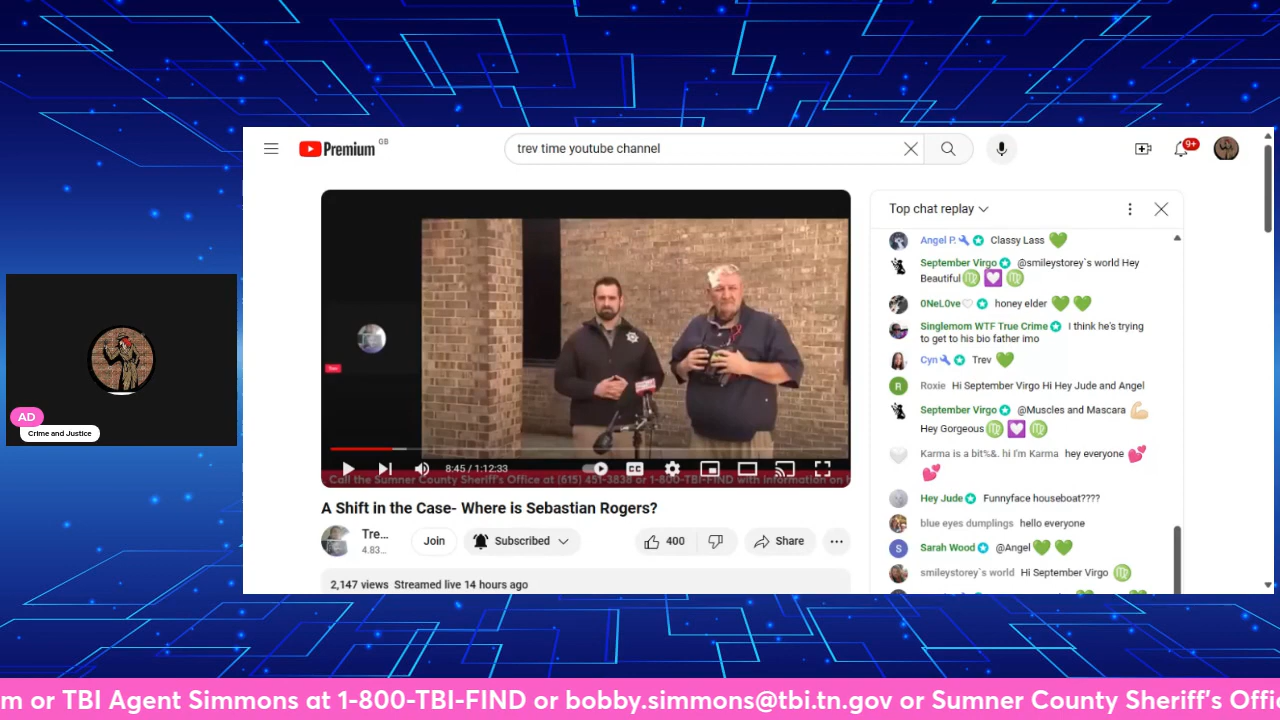 Premium GB
trev time youtube channel
9+
Top chat replay
Angel P. Classy Lass
September Virgo @smileystorey`s world Hey
Beautiful
0NeL0ve honey elder
Singlemom WTF True Crime I think he's trying
to get to his bio father imo
Cyn Trev
R Roxie Hi September Virgo Hi Hey Jude and Angel
September Virgo @Muscles and Mascara
Hey Gorgeous
Karma is a bit%&. hi I'm Karma hey everyone
Hey Jude Funnyface houseboat????
blue eyes dumplings hello everyone
S Sarah Wood @Angel
smileystorey`s world Hi September Virgo
8:45 / 1:12:33
CC
Call the Sumner County Sheriff's Office at (615) 451-3838 or 1-800-TBI-FIND with Information on
A Shift in the Case- Where is Sebastian Rogers?
Tre...
4.83...
Join
Subscribed
400
Share
2,147 views Streamed live 14 hours ago
AD
Crime and Justice
m or TBI Agent Simmons at 1-800-TBI-FIND or bobby.simmons@tbi.tn.gov or Sumner County Sheriff's Offi